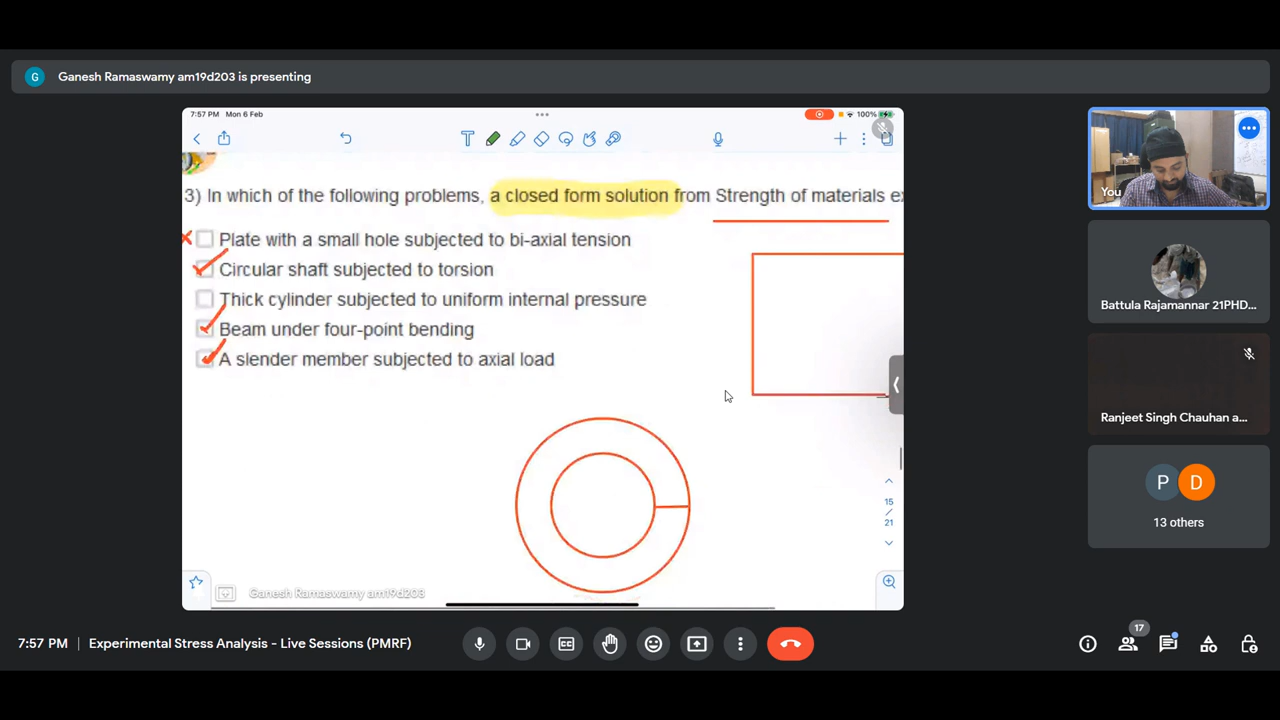 Ganesh Ramaswamy am19d203 is presenting
7:57 PM Mon 6 Feb
100%
3) In which of the following problems, a closed form solution from Strength of materials ex
Plate with a small hole subjected to bi-axial tension
Circular shaft subjected to torsion
Thick cylinder subjected to uniform internal pressure
Beam under four-point bending
A slender member subjected to axial load
15
/
21
Ganesh Ramaswamy am19d203
You
Battula Rajamannar 21PHD...
Ranjeet Singh Chauhan a...
P D
13 others
7:57 PM Experimental Stress Analysis - Live Sessions (PMRF)
17